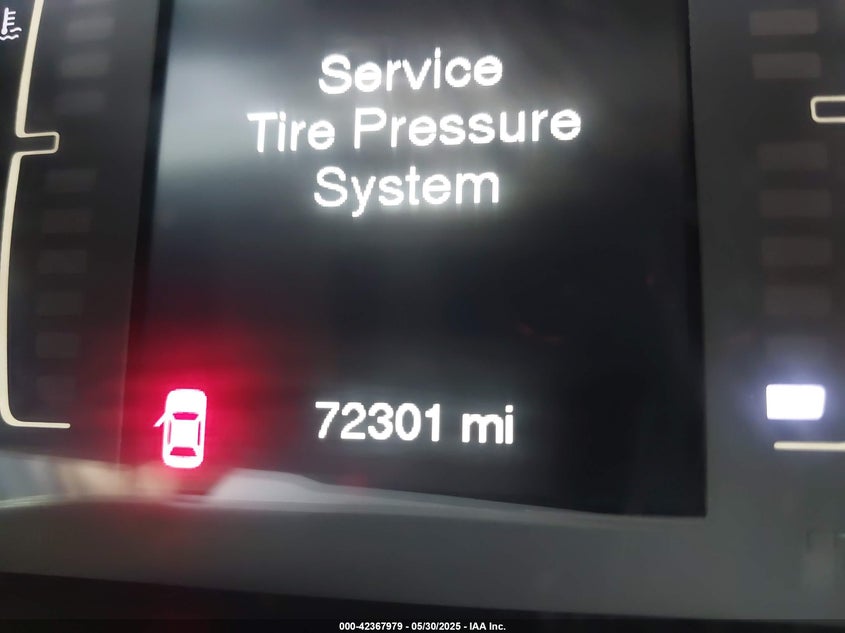 Service
Tire Pressure
System
72301 mi
000-42367979 - 05/30/2025 - IAA Inc.